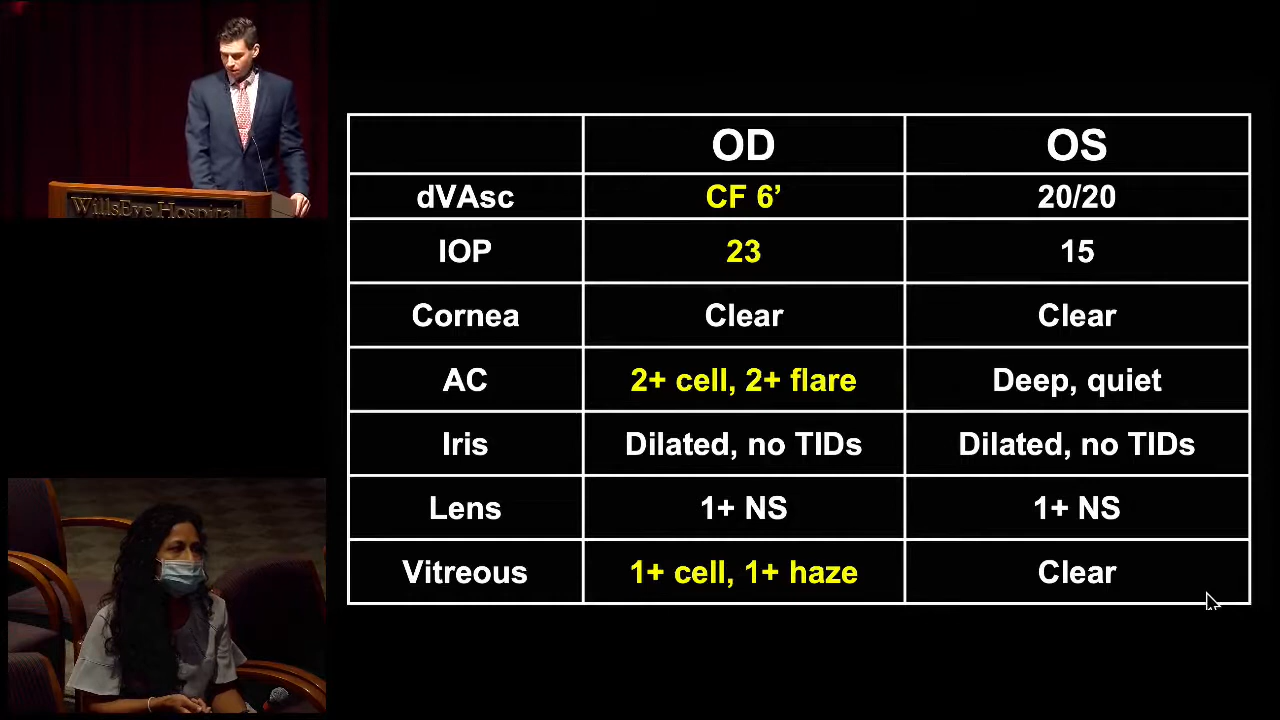 WillsEye.Hospital
OD OS
dVAsc CF 6’ 20/20
IOP 23 15
Cornea Clear Clear
AC 2+ cell, 2+ flare Deep, quiet
Iris Dilated, no TIDs Dilated, no TIDs
Lens 1+ NS 1+ NS
Vitreous 1+ cell, 1+ haze Clear